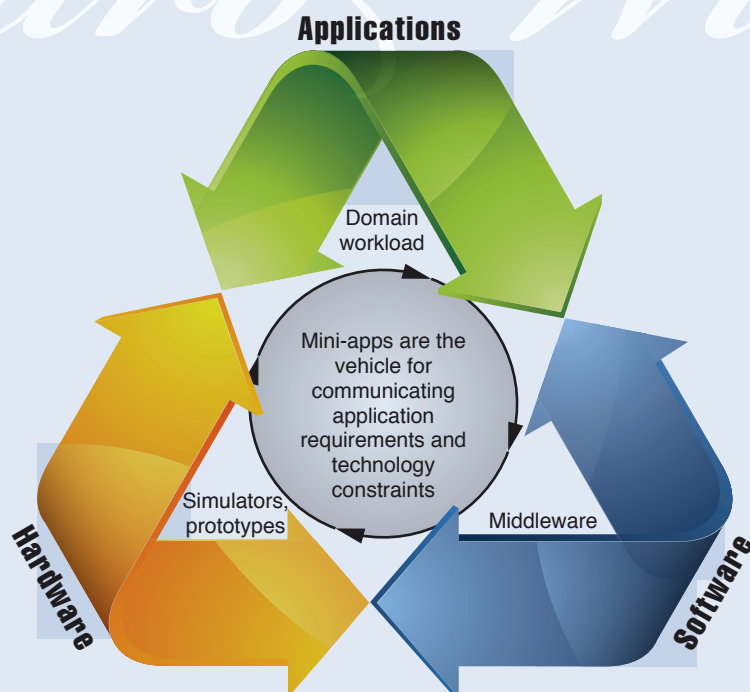 Applications
Domain
workload
Mini-apps are the
vehicle for
communicating
application
requirements and
technology
constraints
Simulators,
prototypes
Middleware
Hardware
Software